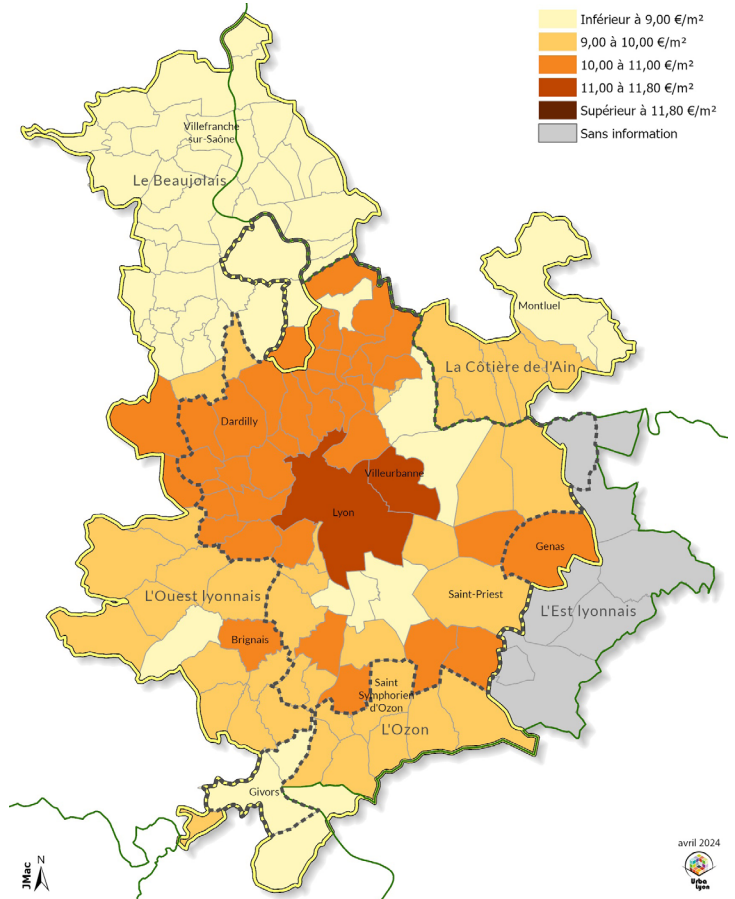 Inférieur à 9,00 €/m²
9,00 à 10,00 €/m²
10,00 à 11,00 €/m²
11,00 à 11,80 €/m²
Supérieur à 11,80 €/m²
Sans information
Villefranche
sur-Saône
Le Beaujolais
Montluel
La Côtière de l'Ain
Dardilly
Villeurbanne
Lyon
Genas
L'Ouest lyonnais
Saint-Priest
L'Est lyonnais
Brignais
Saint
Symphorien
d'Ozon
L'Ozon
Givors
avril 2024
JMac
N
Urba
Lyon